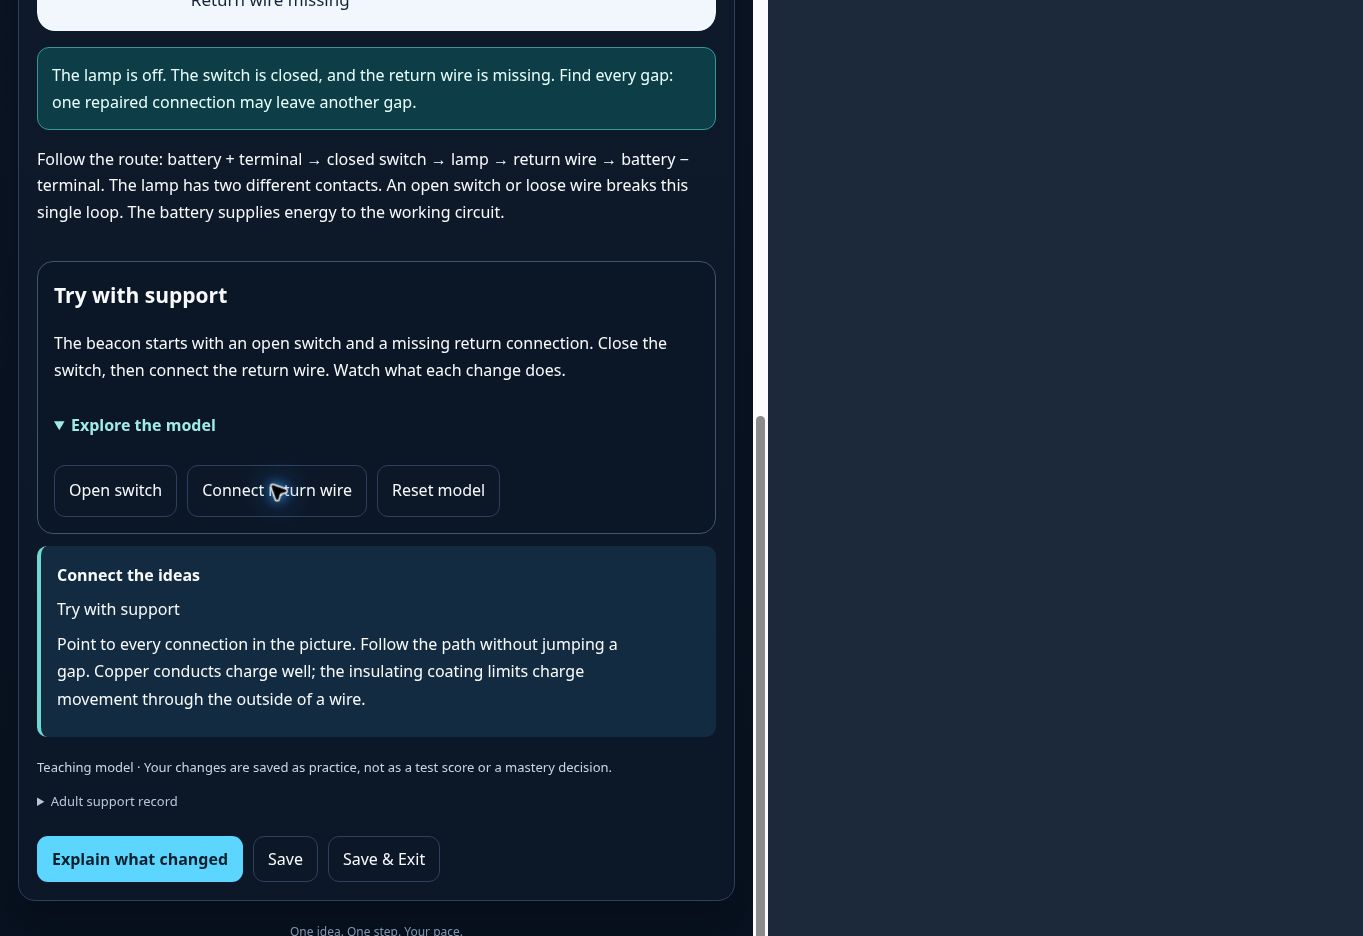 Return wire missing
The lamp is off. The switch is closed, and the return wire is missing. Find every gap:
one repaired connection may leave another gap.
Follow the route: battery + terminal → closed switch → lamp → return wire → battery −
terminal. The lamp has two different contacts. An open switch or loose wire breaks this
single loop. The battery supplies energy to the working circuit.
Try with support
The beacon starts with an open switch and a missing return connection. Close the
switch, then connect the return wire. Watch what each change does.
▼ Explore the model
Open switch
Connect return wire
Reset model
Connect the ideas
Try with support
Point to every connection in the picture. Follow the path without jumping a
gap. Copper conducts charge well; the insulating coating limits charge
movement through the outside of a wire.
Teaching model · Your changes are saved as practice, not as a test score or a mastery decision.
▶ Adult support record
Explain what changed
Save
Save & Exit
One idea. One step. Your pace.